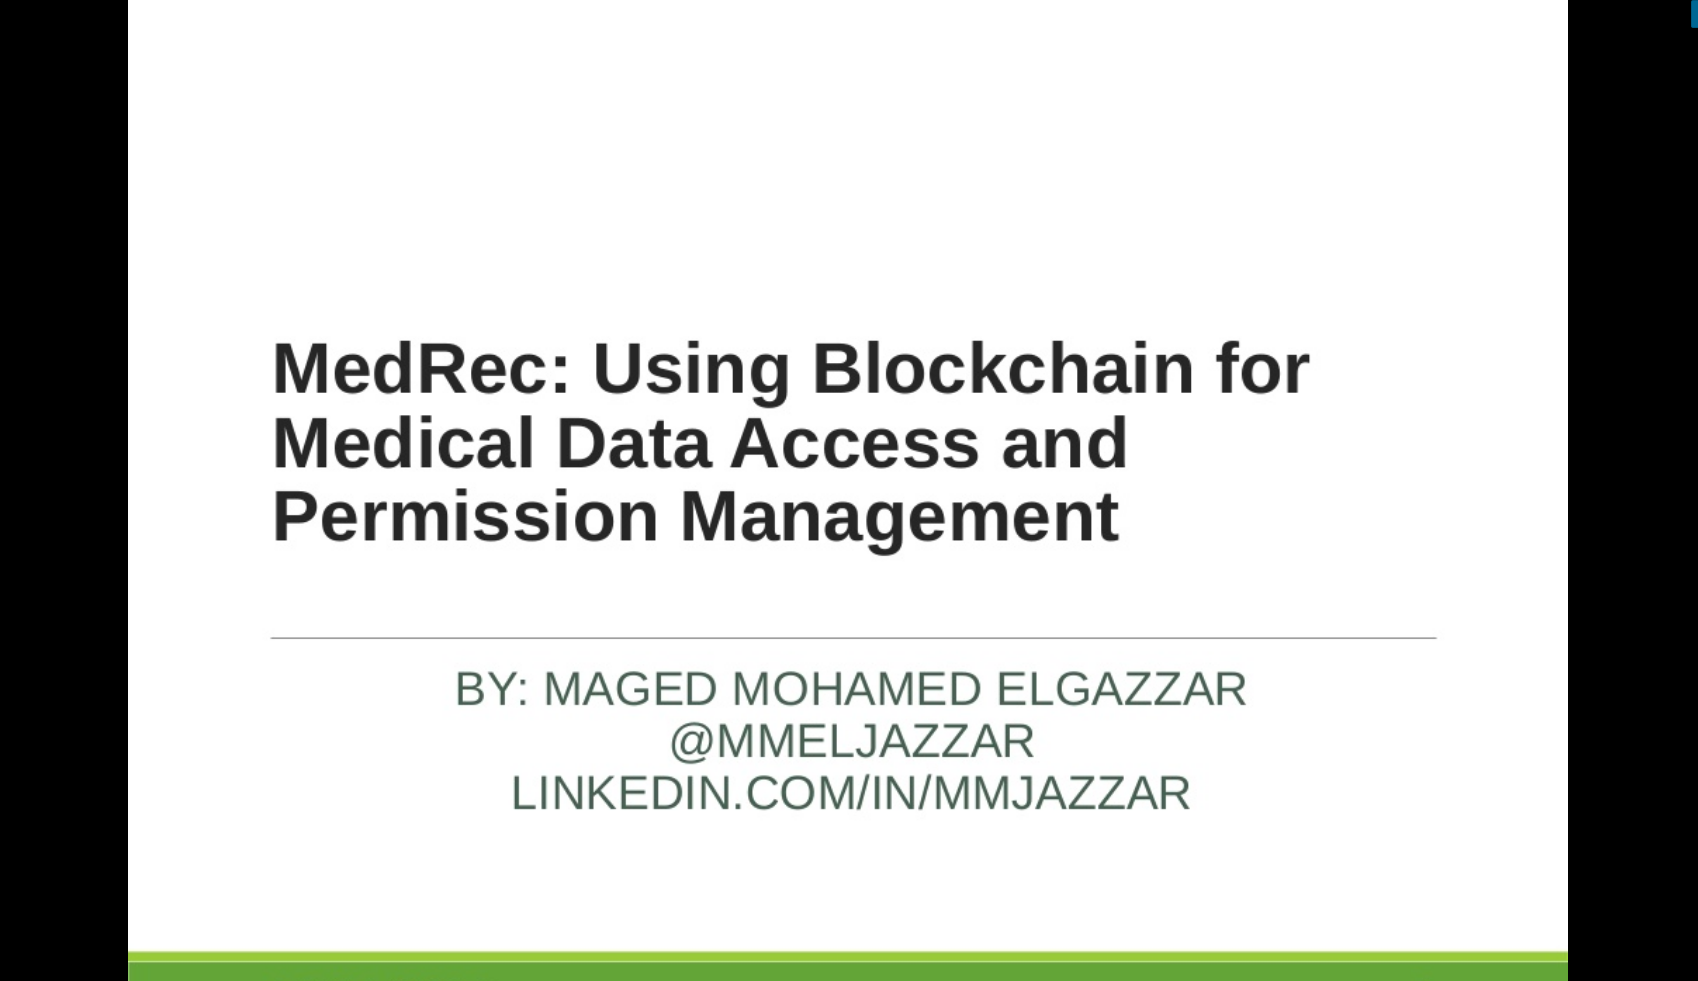 MedRec: Using Blockchain for
Medical Data Access and
Permission Management
BY: MAGED MOHAMED ELGAZZAR
@MMELJAZZAR
LINKEDIN.COM/IN/MMJAZZAR